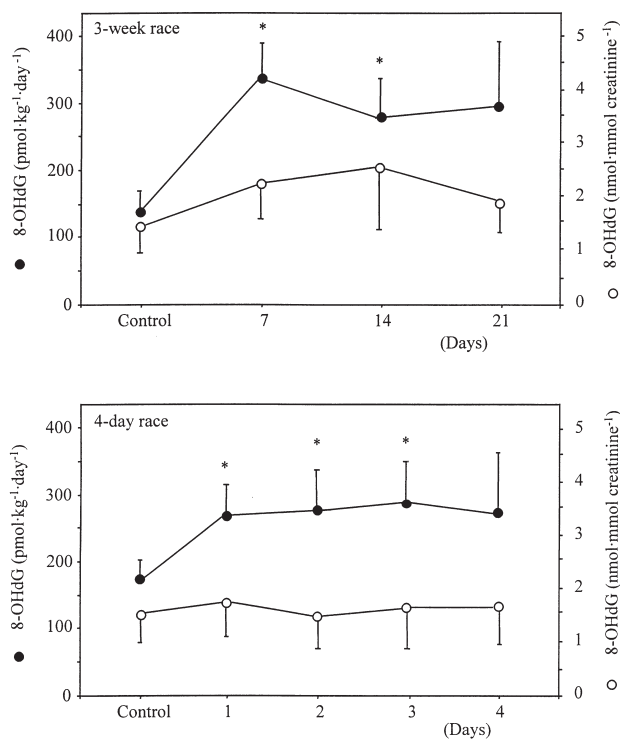 3-week race
400
300
200
100
0
● 8-OHdG (pmol·kg⁻¹·day⁻¹)
5
4
3
2
1
0
○ 8-OHdG (nmol·mmol creatinine⁻¹)
* *
Control 7 14 21
(Days)
4-day race
400
300
200
100
0
● 8-OHdG (pmol·kg⁻¹·day⁻¹)
5
4
3
2
1
0
○ 8-OHdG (nmol·mmol creatinine⁻¹)
* * *
Control 1 2 3 4
(Days)